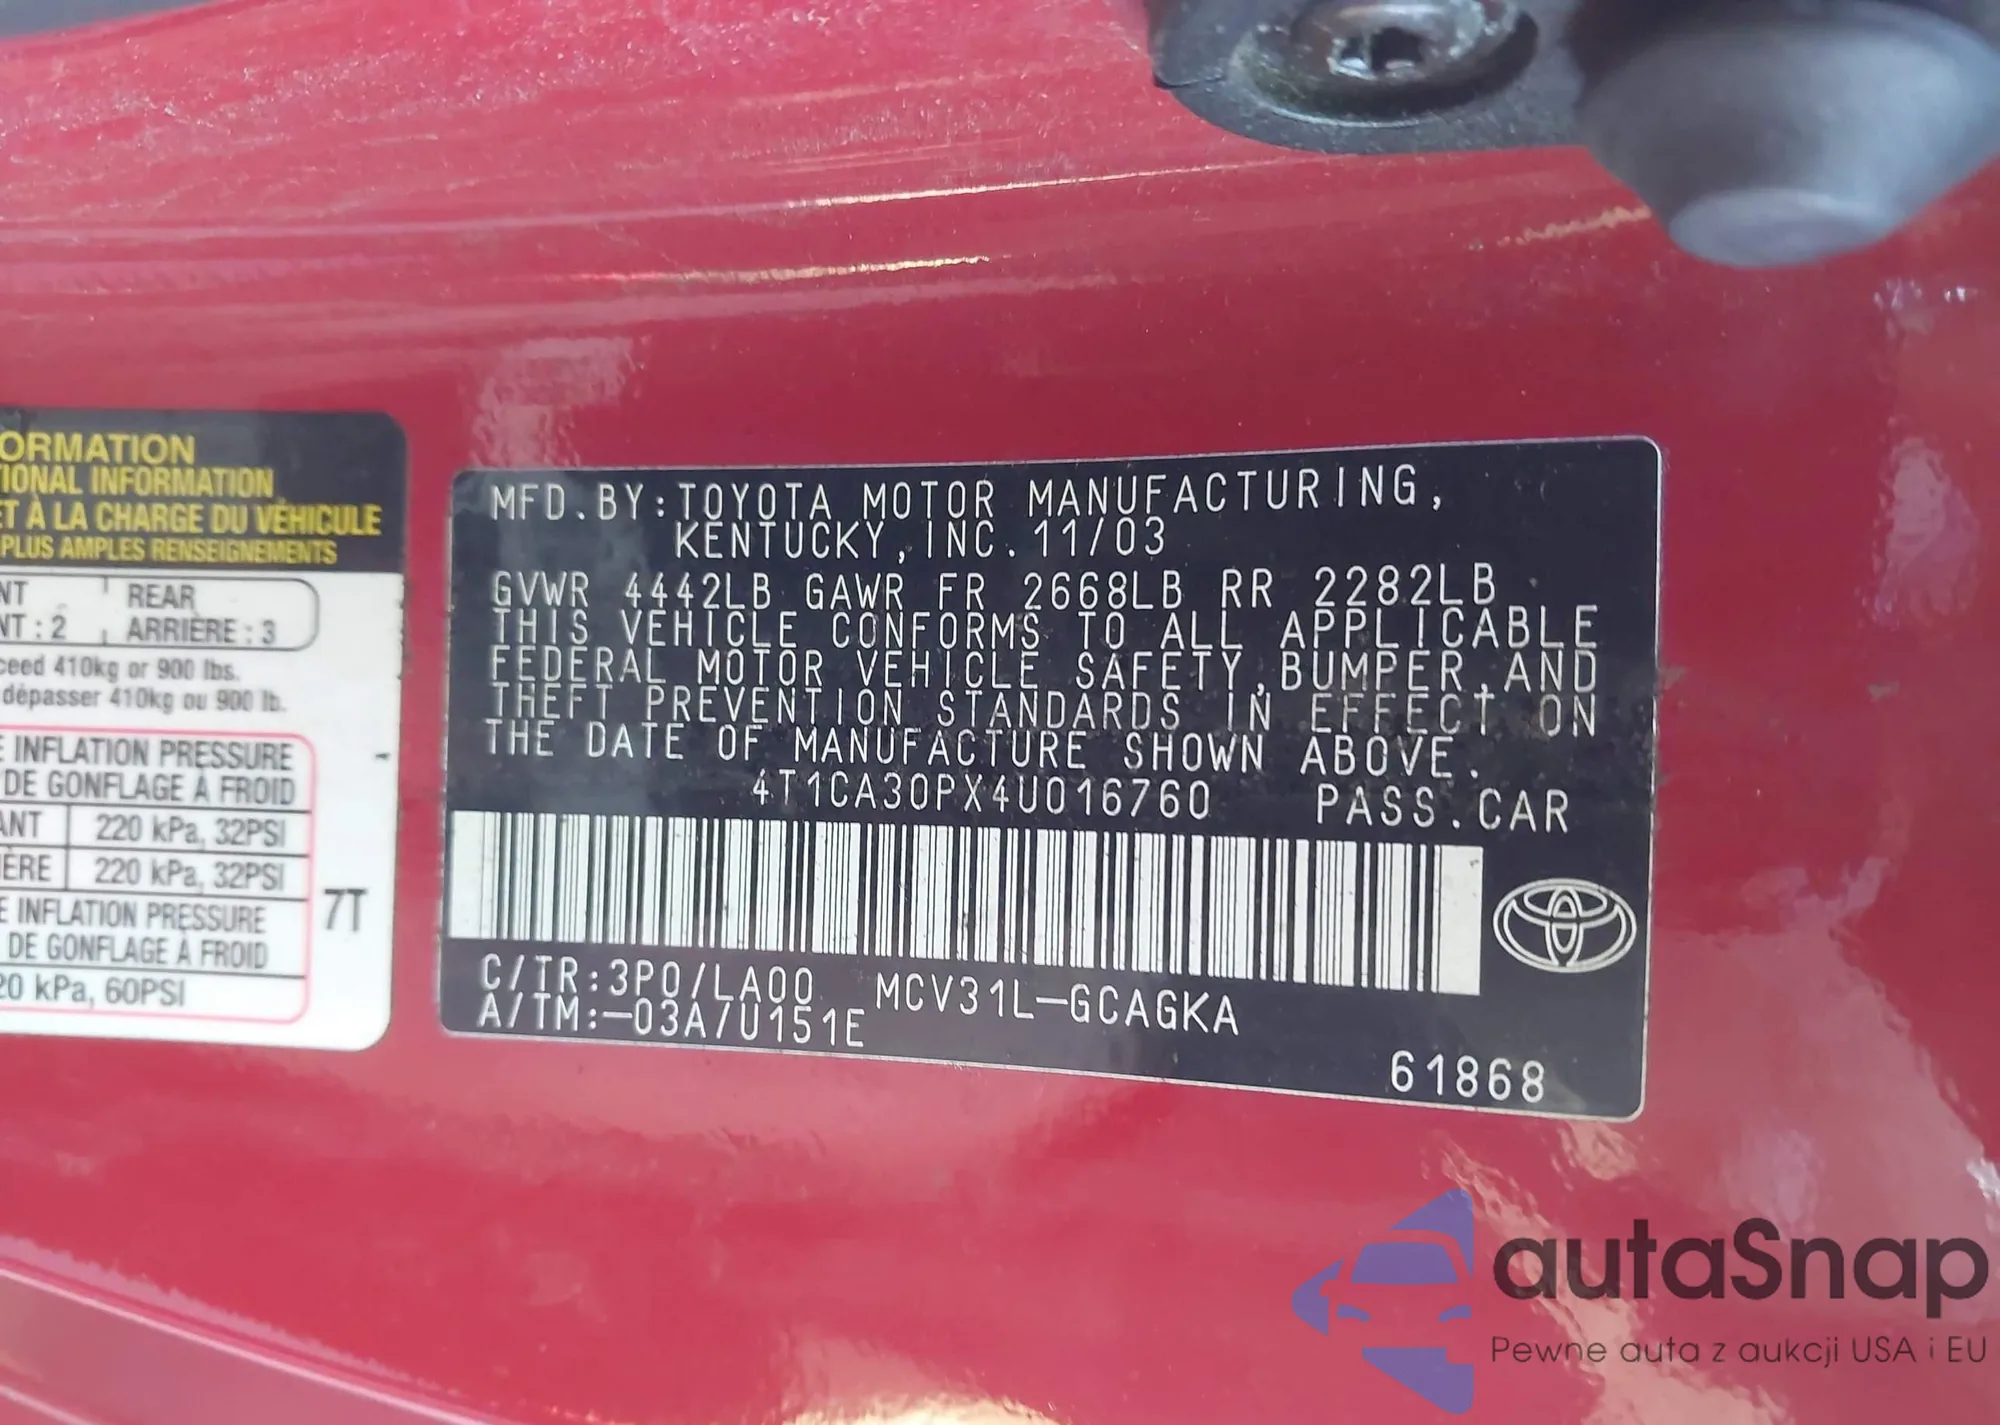 ORMATION
TIONAL INFORMATION
ET À LA CHARGE DU VÉHICULE
PLUS AMPLES RENSEIGNEMENTS
NT REAR
NT : 2 ARRIÈRE : 3
ceed 410kg or 900 lbs.
dépasser 410kg ou 900 lb.
E INFLATION PRESSURE
DE GONFLAGE À FROID
ANT 220 kPa, 32PSI
IÈRE 220 kPa, 32PSI
E INFLATION PRESSURE
DE GONFLAGE À FROID
20 kPa, 60PSI
7T
MFD.BY:TOYOTA MOTOR MANUFACTURING,
KENTUCKY,INC.11/03
GVWR 4442LB GAWR FR 2668LB RR 2282LB
THIS VEHICLE CONFORMS TO ALL APPLICABLE
FEDERAL MOTOR VEHICLE SAFETY,BUMPER,AND
THEFT PREVENTION STANDARDS IN EFFECT ON
THE DATE OF MANUFACTURE SHOWN ABOVE.
4T1CA30PX4U016760 PASS.CAR
C/TR:3P0/LA00 MCV31L-GCAGKA
A/TM:-03A/U151E
61868
autaSnap
Pewne auta z aukcji USA i EU